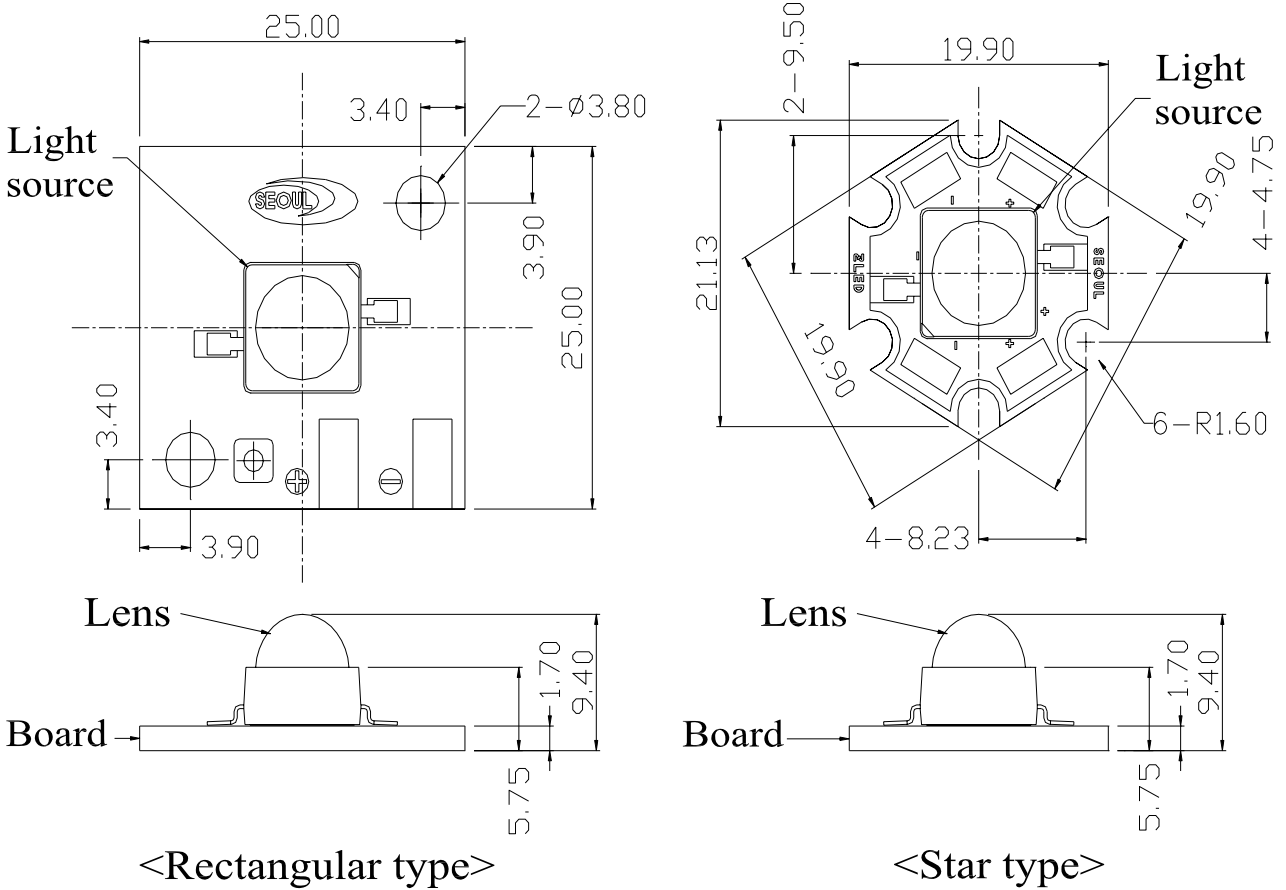 25.00
3.40
2-Ø3.80
Light
source
SEOUL
3.90
25.00
3.40
3.90
Lens
Board
1.70
9.40
5.75
<Rectangular type>
2-9.50
19.90
Light
source
19.90
4-4.75
21.13
ZLED
SEOUL
19.90
6-R1.60
4-8.23
Lens
Board
1.70
9.40
5.75
<Star type>